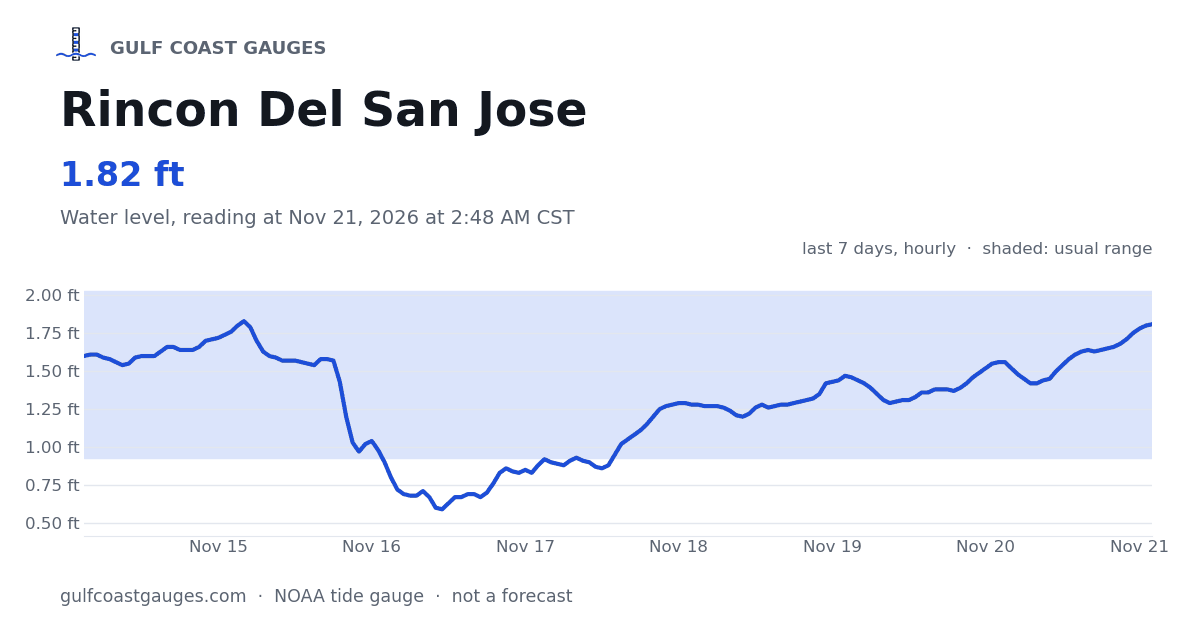 GULF COAST GAUGES
Rincon Del San Jose
1.82 ft
Water level, reading at Nov 21, 2026 at 2:48 AM CST
last 7 days, hourly · shaded: usual range
2.00 ft
1.75 ft
1.50 ft
1.25 ft
1.00 ft
0.75 ft
0.50 ft
Nov 15 Nov 16 Nov 17 Nov 18 Nov 19 Nov 20 Nov 21
gulfcoastgauges.com · NOAA tide gauge · not a forecast